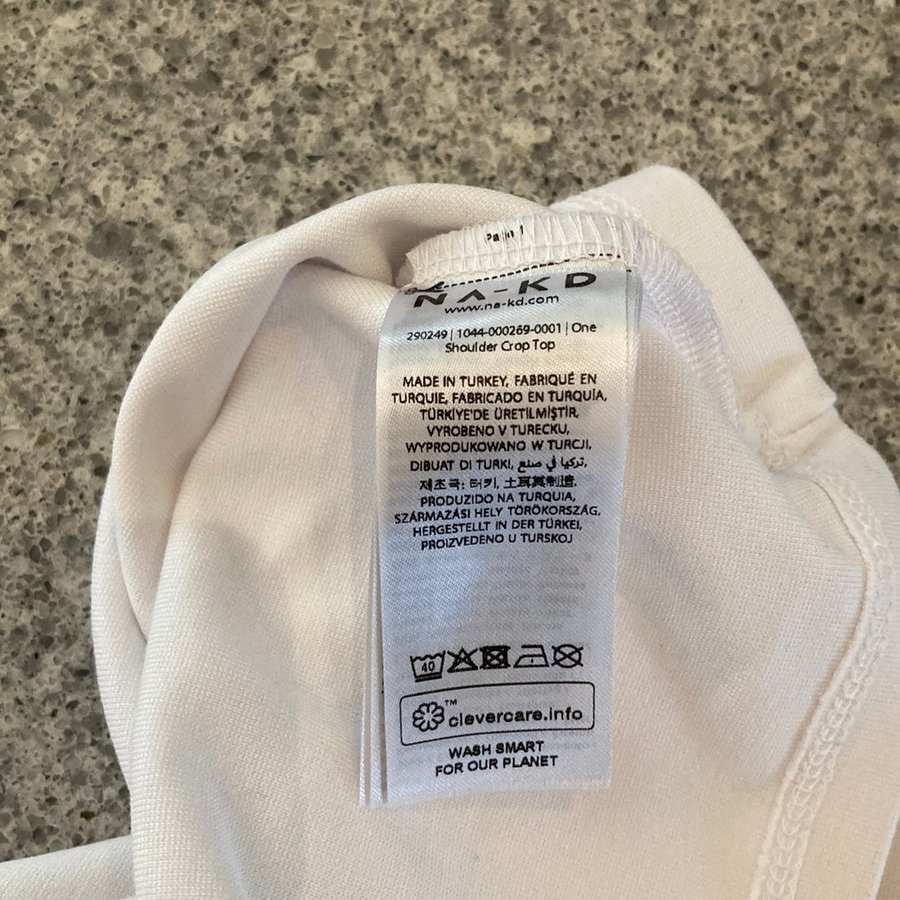 NA-KD
www.na-kd.com
290249 | 1044-000269-0001 | One
Shoulder Crop Top
MADE IN TURKEY, FABRIQUÉ EN
TURQUIE, FABRICADO EN TURQUÍA,
TÜRKİYE'DE ÜRETİLMİŞTİR,
VYROBENO V TURECKU,
WYPRODUKOWANO W TURCJI,
DIBUAT DI TURKI, تركيا في صنع,
제조국: 터키, 土耳其制造,
PRODUZIDO NA TURQUIA,
SZÁRMAZÁSI HELY TÖRÖKORSZÁG,
HERGESTELLT IN DER TÜRKEI,
PROIZVEDENO U TURSKOJ
40
™
clevercare.info
WASH SMART
FOR OUR PLANET